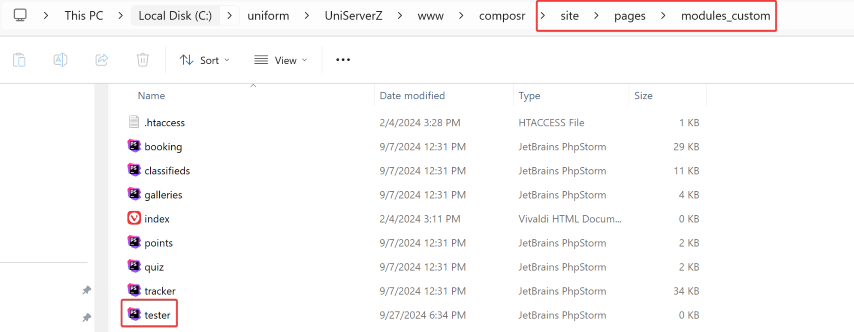 This PC > Local Disk (C:) > uniform > UniServerZ > www > composr > site > pages > modules_custom
Sort View ...
Name Date modified Type Size
.htaccess 2/4/2024 3:28 PM HTACCESS File 1 KB
booking 9/7/2024 12:31 PM JetBrains PhpStorm 29 KB
classifieds 9/7/2024 12:31 PM JetBrains PhpStorm 11 KB
galleries 9/7/2024 12:31 PM JetBrains PhpStorm 4 KB
index 2/4/2024 3:11 PM Vivaldi HTML Docum... 0 KB
points 9/7/2024 12:31 PM JetBrains PhpStorm 2 KB
quiz 9/7/2024 12:31 PM JetBrains PhpStorm 2 KB
tracker 9/7/2024 12:31 PM JetBrains PhpStorm 34 KB
tester 9/27/2024 6:34 PM JetBrains PhpStorm 0 KB